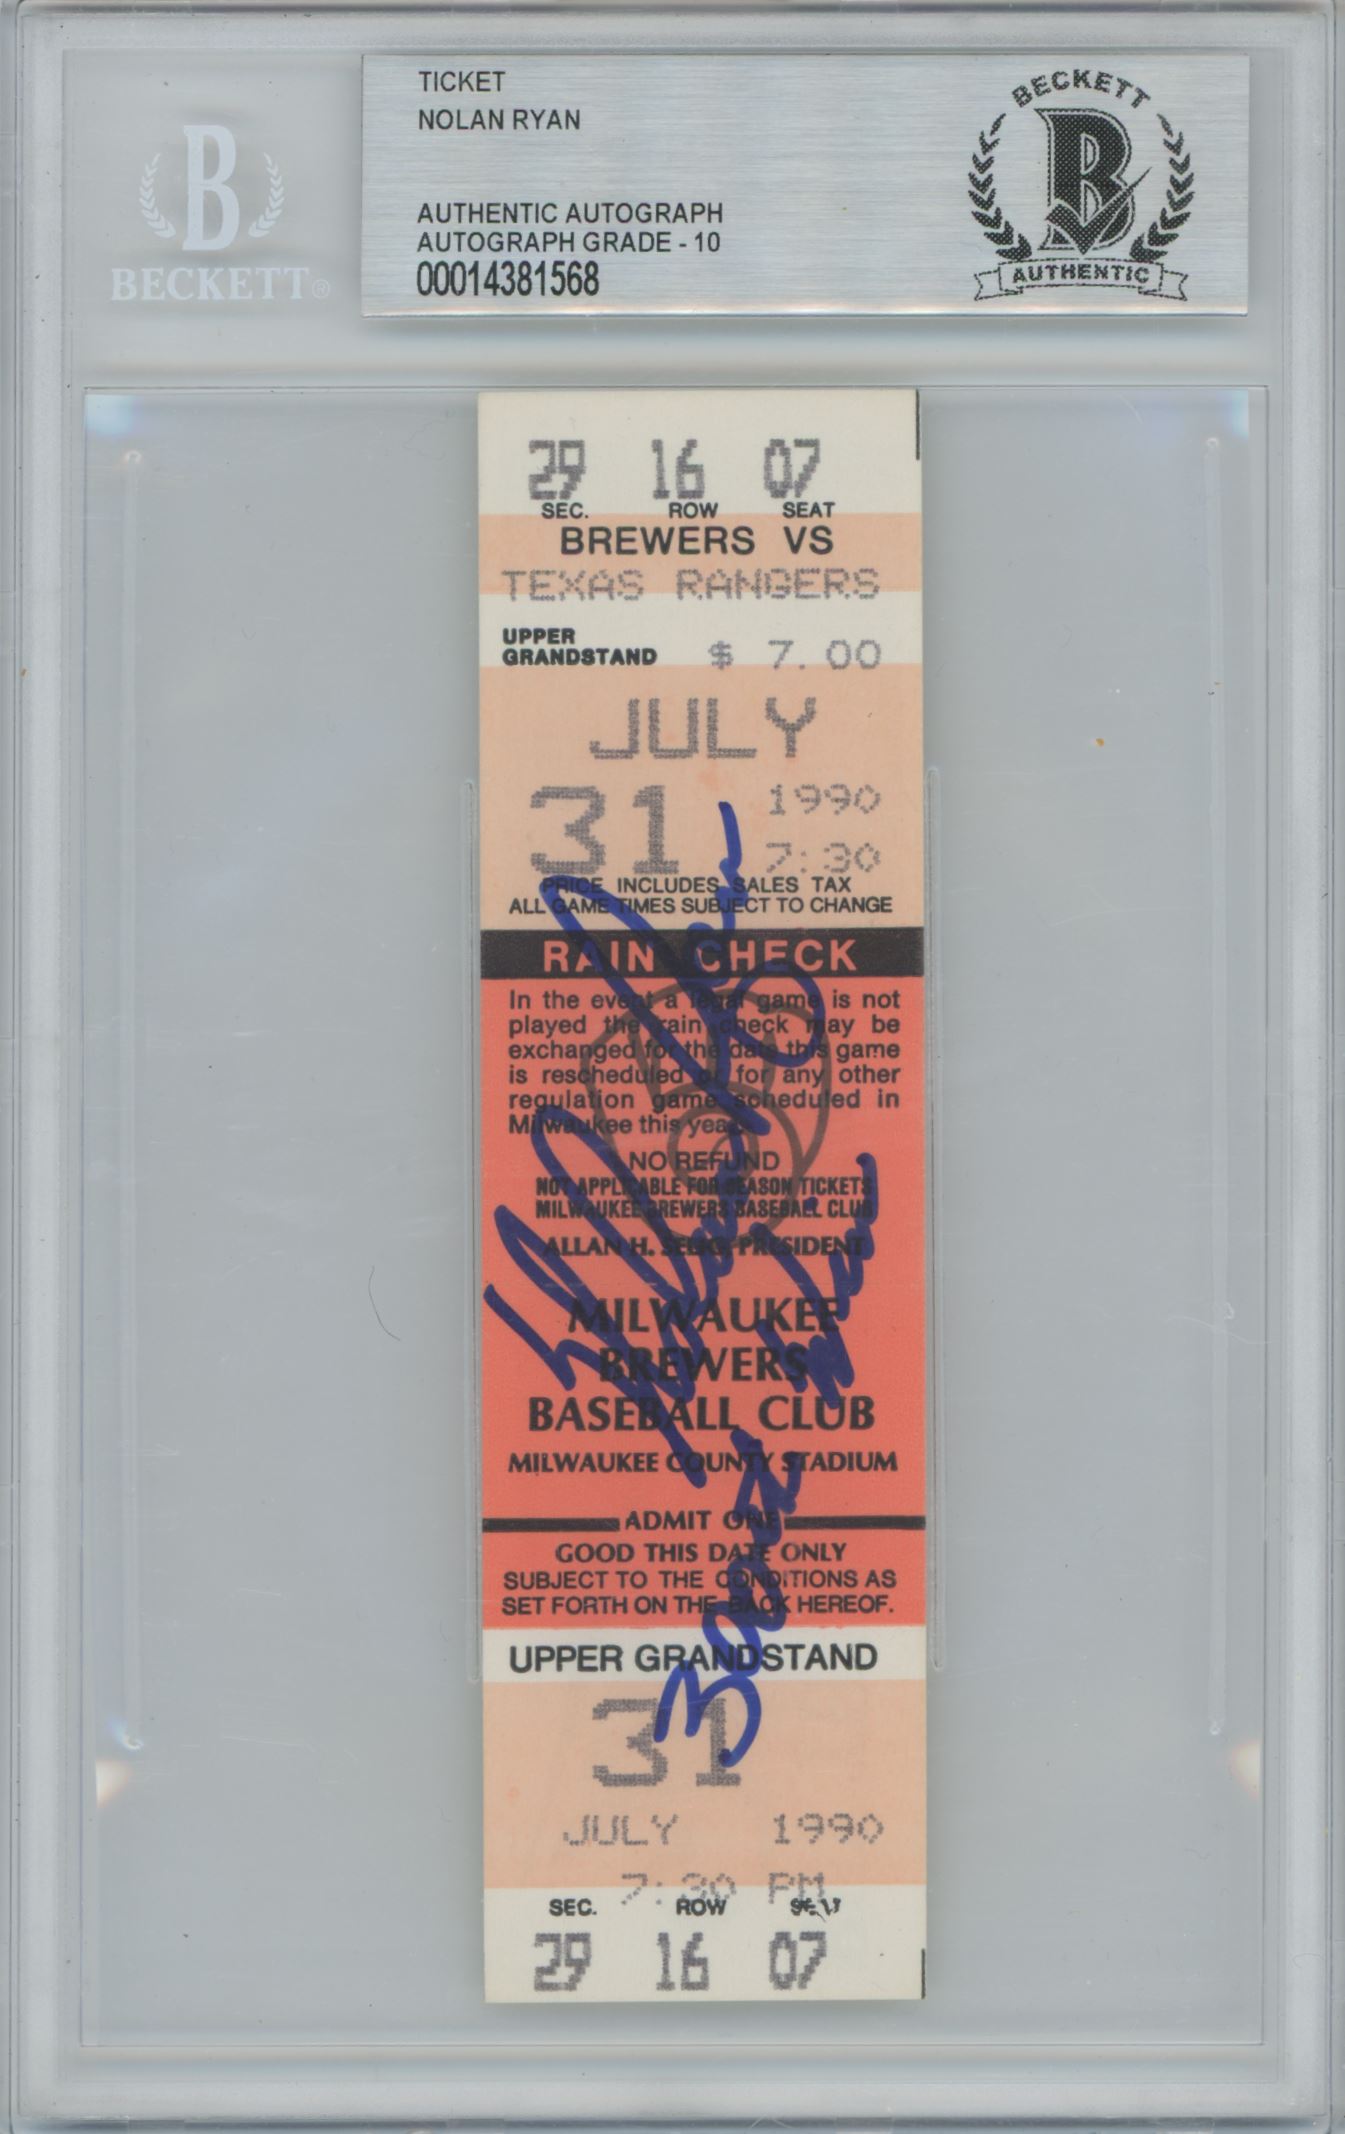 TICKET
NOLAN RYAN
AUTHENTIC AUTOGRAPH
AUTOGRAPH GRADE - 10
00014381568
B
BECKETT®
BECKETT
B
AUTHENTIC
29 16 07
SEC. ROW SEAT
BREWERS VS
TEXAS RANGERS
UPPER
GRANDSTAND $ 7.00
JULY
31 1990
7:30
PRICE INCLUDES SALES TAX
ALL GAME TIMES SUBJECT TO CHANGE
RAIN CHECK
In the event a legal game is not
played the rain check may be
exchanged for the date this game
is rescheduled or for any other
regulation game scheduled in
Milwaukee this year.
NO REFUND
NOT APPLICABLE FOR SEASON TICKETS
MILWAUKEE BREWERS BASEBALL CLUB
ALLAN H. SELIG, PRESIDENT
MILWAUKEE
BREWERS
BASEBALL CLUB
MILWAUKEE COUNTY STADIUM
ADMIT ONE
GOOD THIS DATE ONLY
SUBJECT TO THE CONDITIONS AS
SET FORTH ON THE BACK HEREOF.
Nolan Ryan
300th Win
UPPER GRANDSTAND
31
JULY 1990
7:30 PM
SEC. ROW SEAT
29 16 07